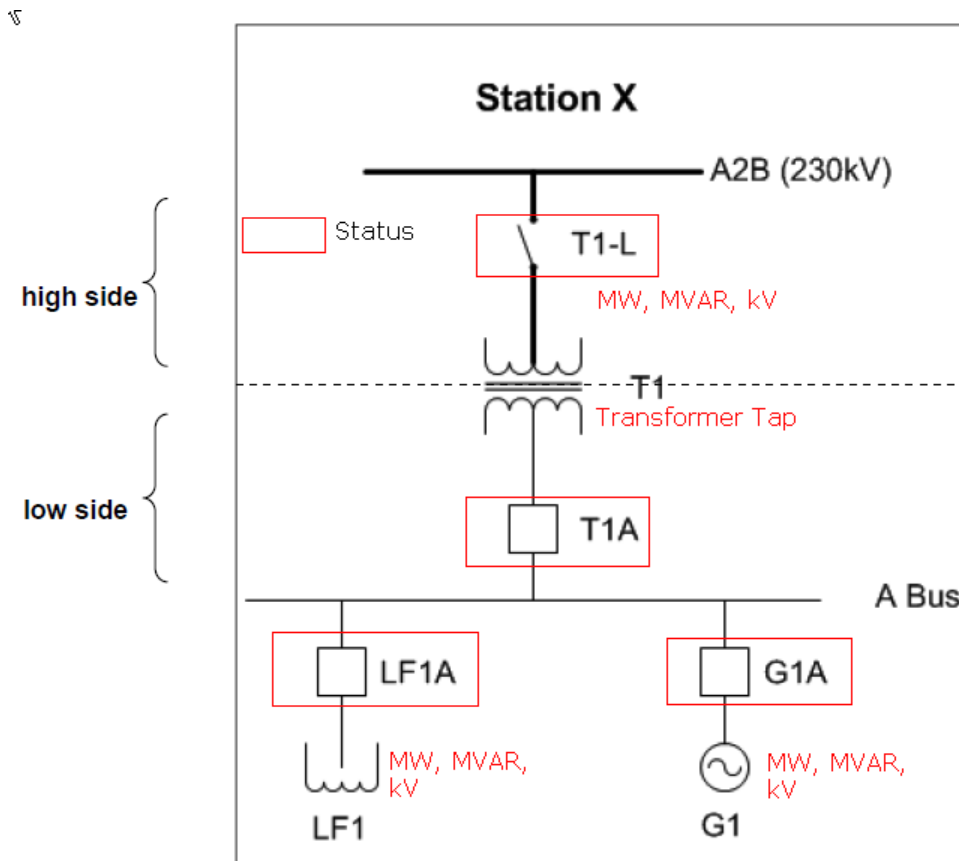 Station X
A2B (230kV)
Status
T1-L
high side
MW, MVAR, kV
T1
Transformer Tap
low side
T1A
A Bus
LF1A
G1A
MW, MVAR,
kV
MW, MVAR,
kV
LF1
G1